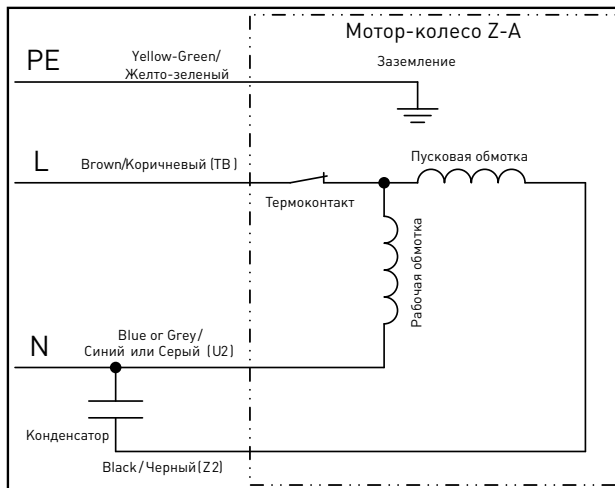 Мотор-колесо Z-A
PE
Yellow-Green/
Желто-зеленый
Заземление
L
Brown/Коричневый (TB)
Термоконтакт
Пусковая обмотка
Рабочая обмотка
N
Blue or Grey/
Синий или Серый (U2)
Конденсатор
Black/Черный(Z2)